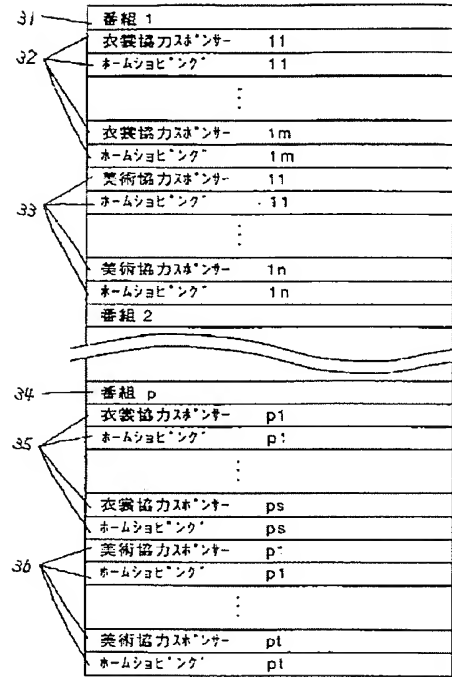 31 番組 1
32 衣裳協力スポンサー 11
ホームショピング 11
⋮
衣裳協力スポンサー 1m
ホームショピング 1m
33 美術協力スポンサー 11
ホームショピング 11
⋮
美術協力スポンサー 1n
ホームショピング 1n
番組 2
34 番組 p
35 衣裳協力スポンサー p1
ホームショピング p1
⋮
衣裳協力スポンサー ps
ホームショピング ps
36 美術協力スポンサー p1
ホームショピング p1
⋮
美術協力スポンサー pt
ホームショピング pt